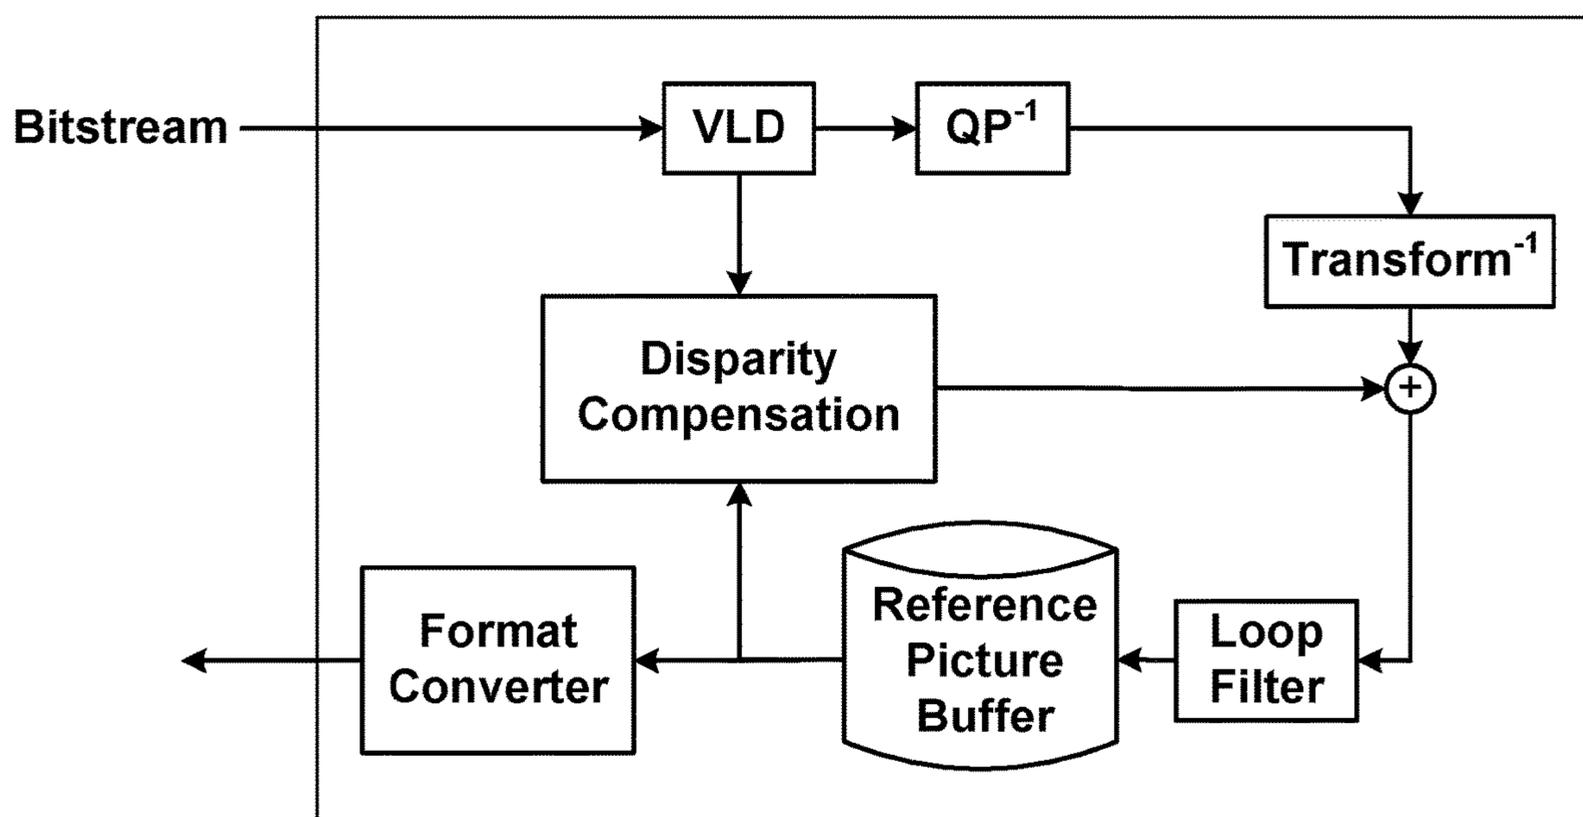 Bitstream
VLD
QP⁻¹
Transform⁻¹
Disparity
Compensation
+
Format
Converter
Reference
Picture
Buffer
Loop
Filter